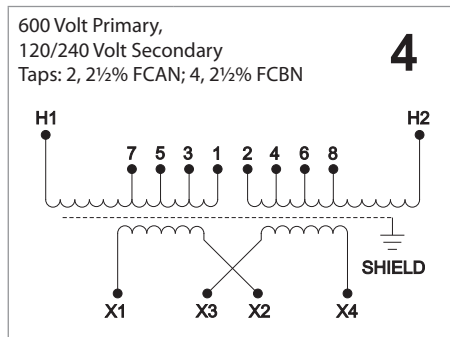 600 Volt Primary,
120/240 Volt Secondary
Taps: 2, 2½% FCAN; 4, 2½% FCBN
4
H1 H2
7 5 3 1 2 4 6 8
SHIELD
X1 X3 X2 X4